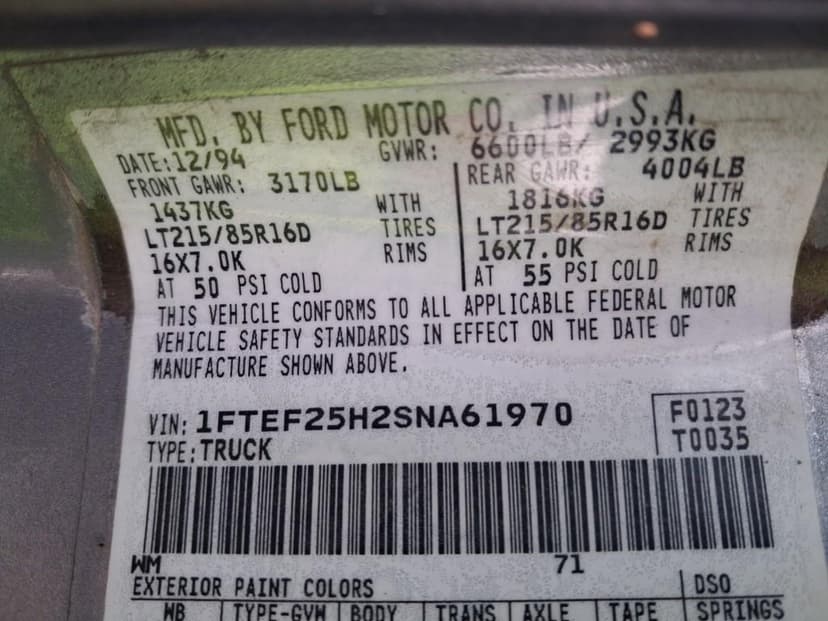 MFD. BY FORD MOTOR CO. IN U.S.A.
DATE: 12/94 GVWR: 6600LB/ 2993KG
FRONT GAWR: 3170LB REAR GAWR: 4004LB
1437KG WITH 1816KG WITH
LT215/85R16D TIRES LT215/85R16D TIRES
16X7.0K RIMS 16X7.0K RIMS
AT 50 PSI COLD AT 55 PSI COLD
THIS VEHICLE CONFORMS TO ALL APPLICABLE FEDERAL MOTOR
VEHICLE SAFETY STANDARDS IN EFFECT ON THE DATE OF
MANUFACTURE SHOWN ABOVE.
VIN: 1FTEF25H2SNA61970 F0123
TYPE: TRUCK T0035
WM 71
EXTERIOR PAINT COLORS DSO
WB TYPE-GVW BODY TRANS AXLE TAPE SPRINGS